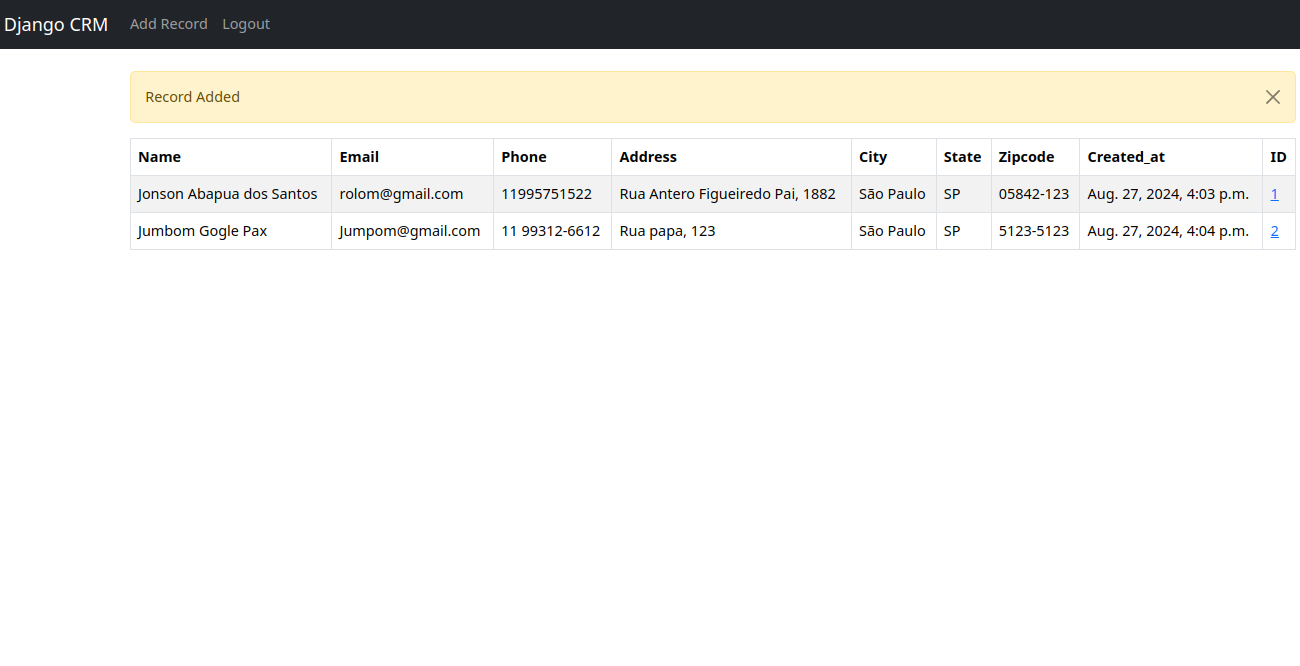 Django CRM Add Record Logout
Record Added
Name Email Phone Address City State Zipcode Created_at ID
Jonson Abapua dos Santos rolom@gmail.com 11995751522 Rua Antero Figueiredo Pai, 1882 São Paulo SP 05842-123 Aug. 27, 2024, 4:03 p.m. 1
Jumbom Gogle Pax Jumpom@gmail.com 11 99312-6612 Rua papa, 123 São Paulo SP 5123-5123 Aug. 27, 2024, 4:04 p.m. 2